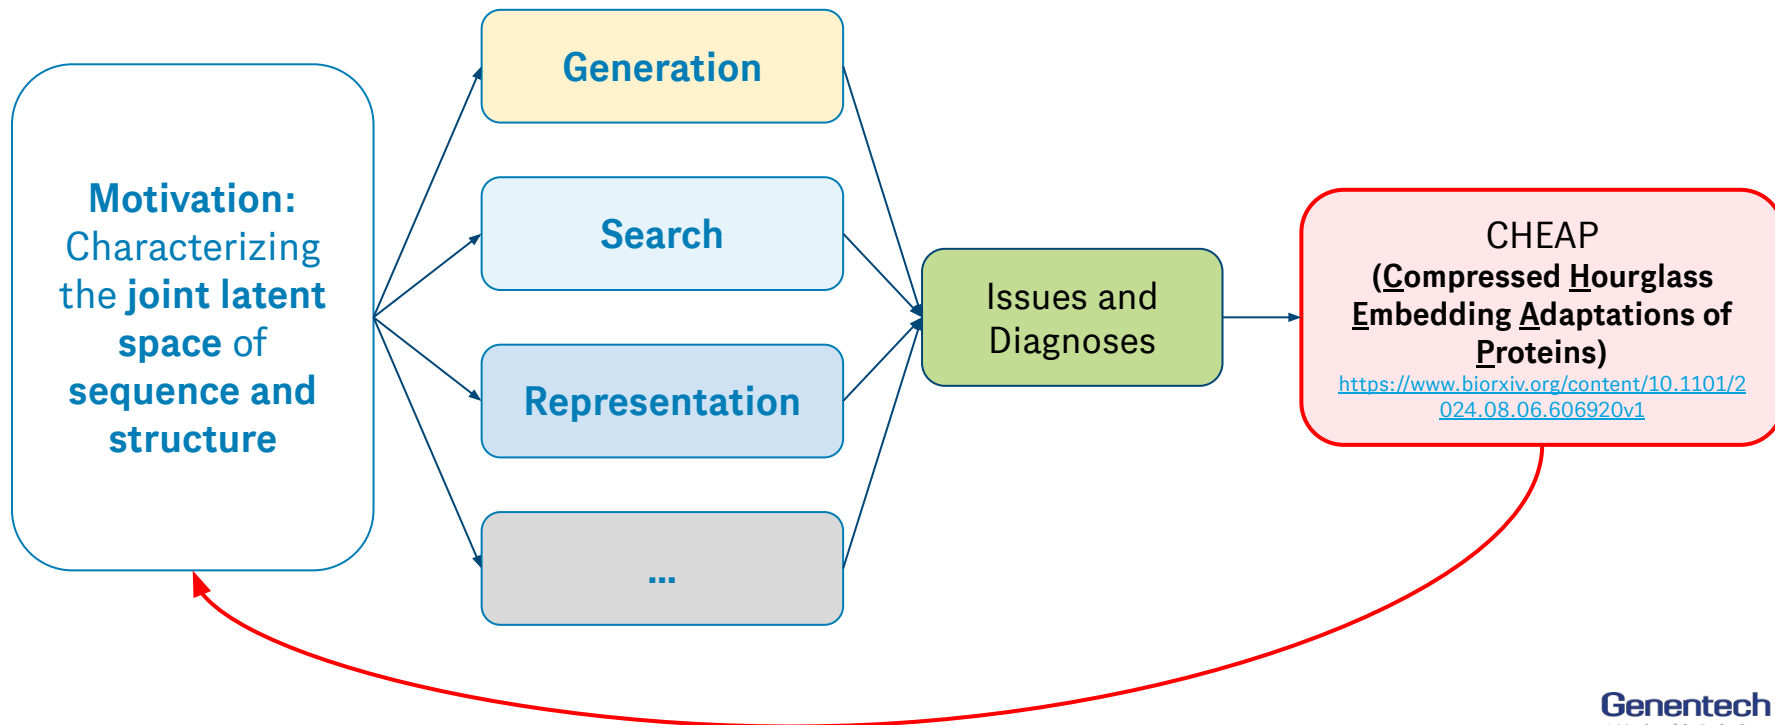 Motivation:
Characterizing
the joint latent
space of
sequence and
structure
Generation
Search
Representation
...
Issues and
Diagnoses
CHEAP
(Compressed Hourglass
Embedding Adaptations of
Proteins)
https://www.biorxiv.org/content/10.1101/2
024.08.06.606920v1
Genentech